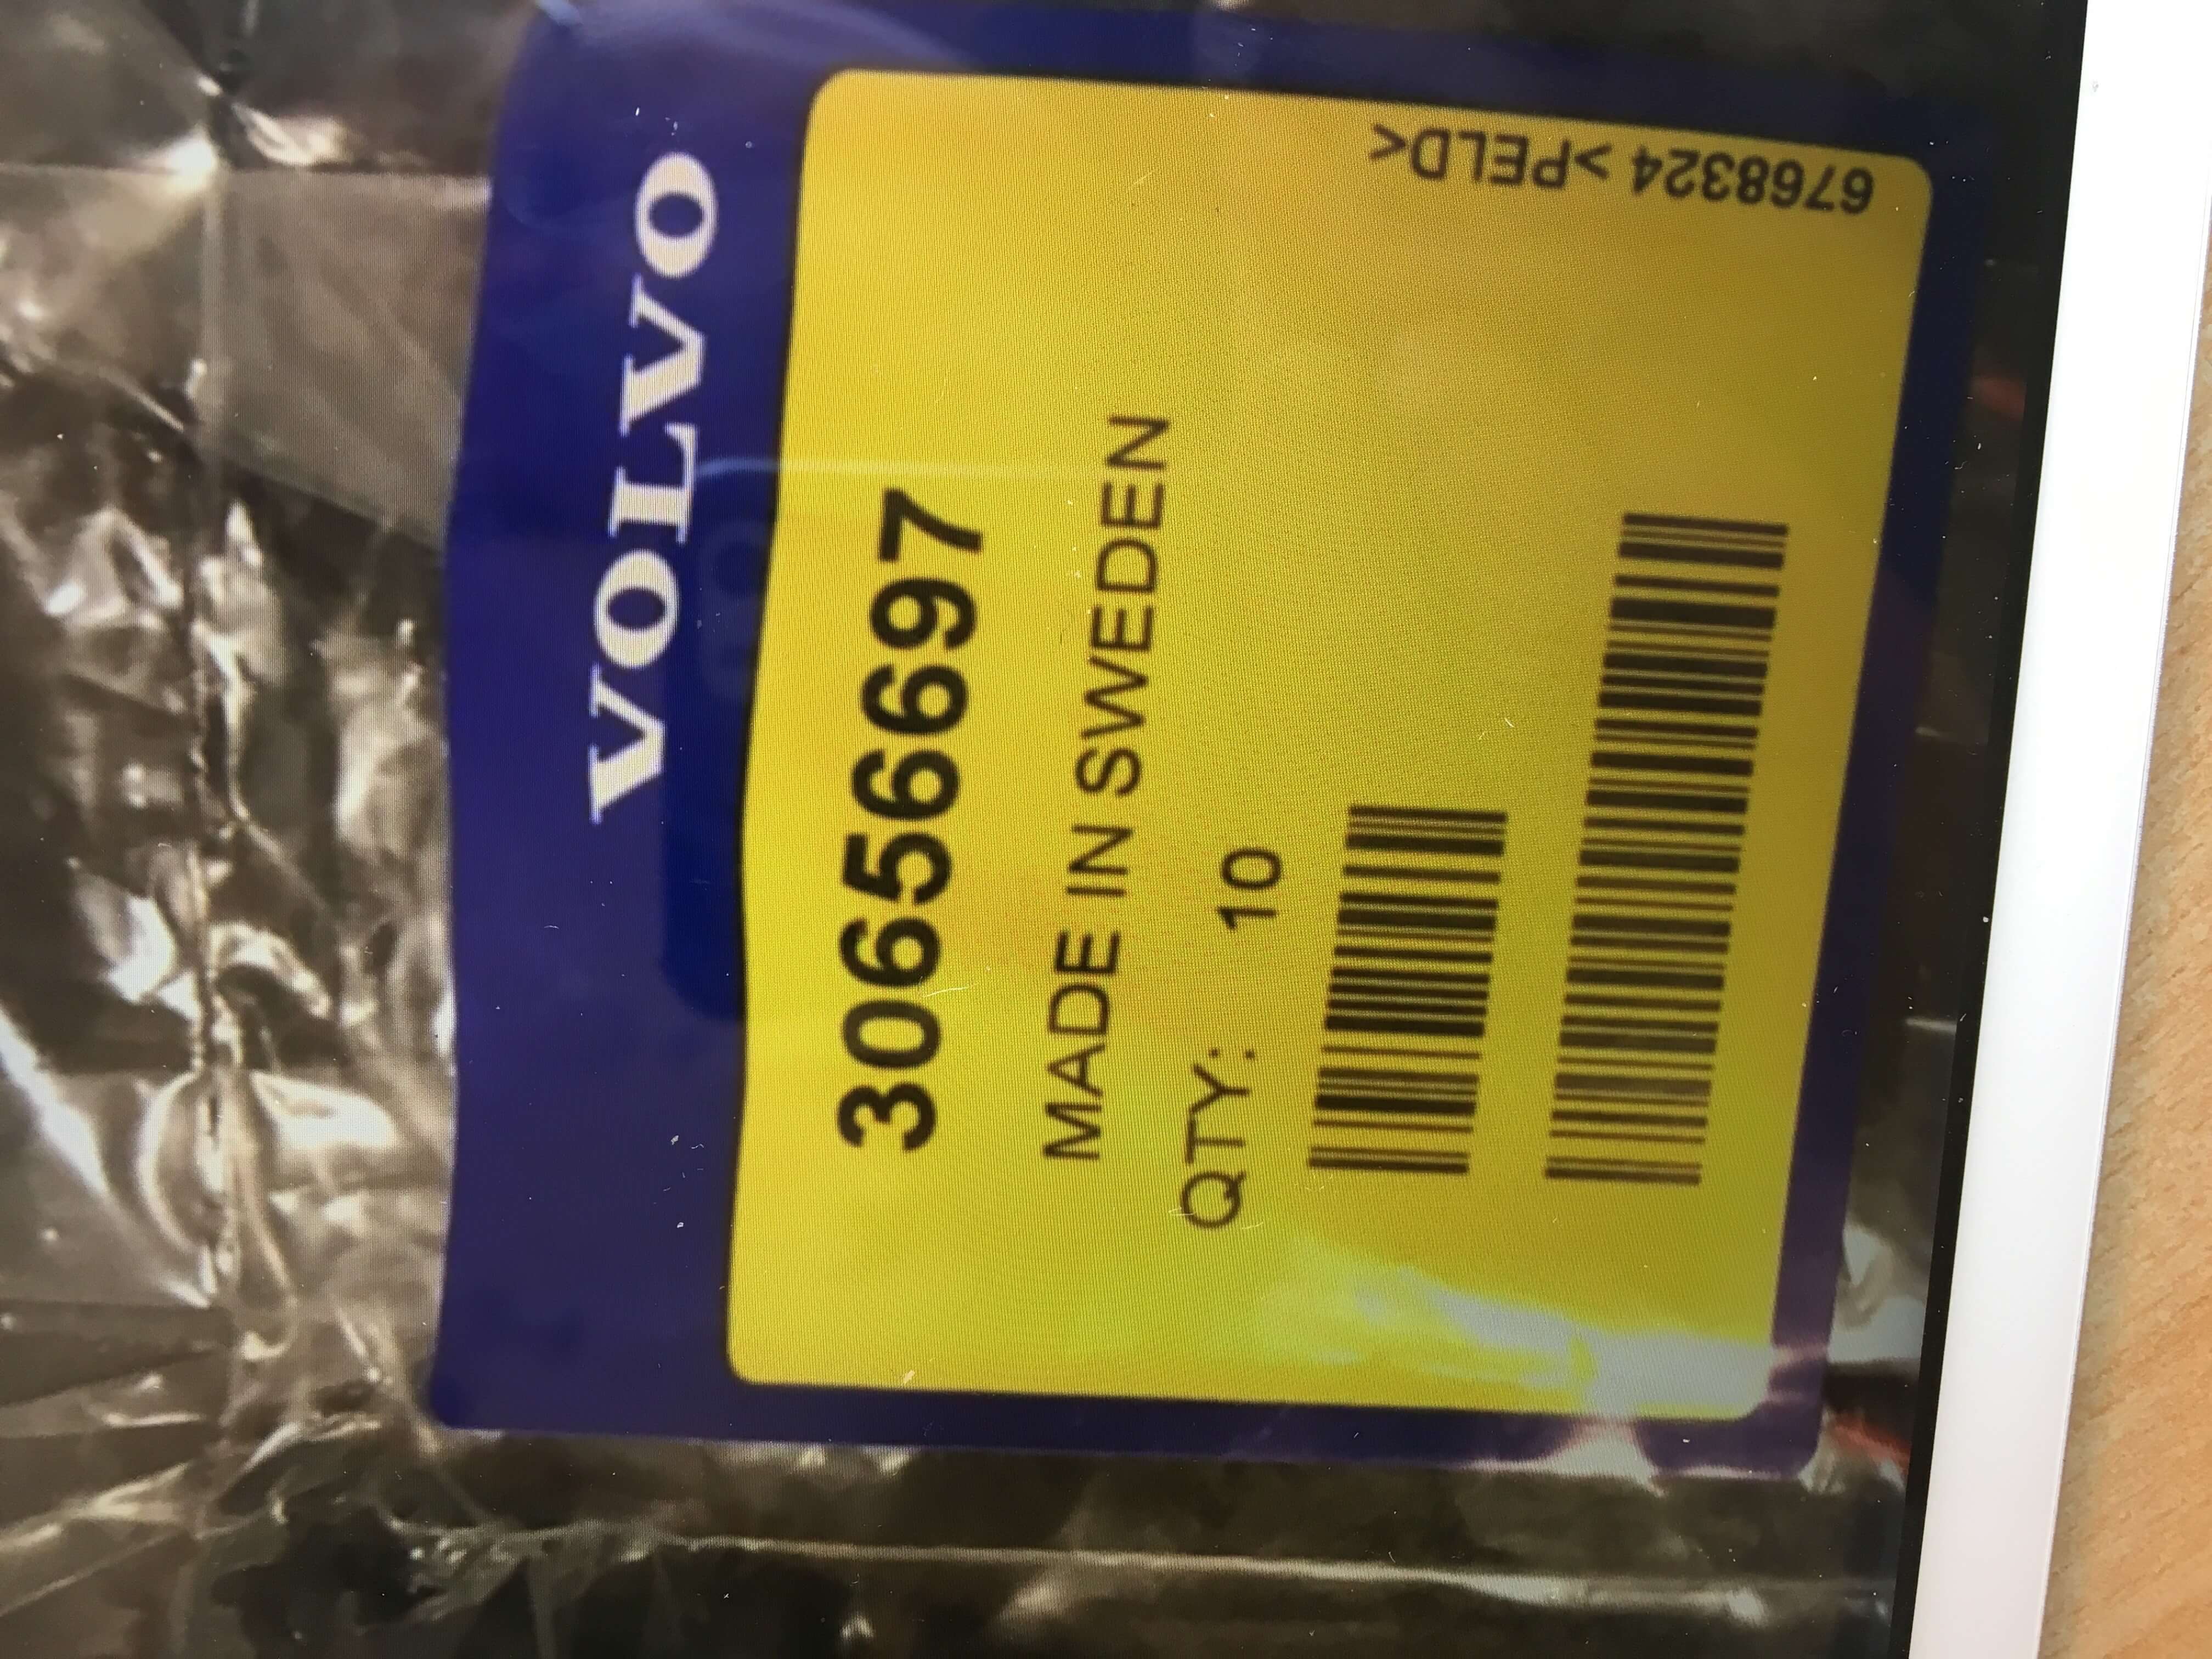 VOLVO
30656697
MADE IN SWEDEN
QTY: 10
6768324 >PELD<